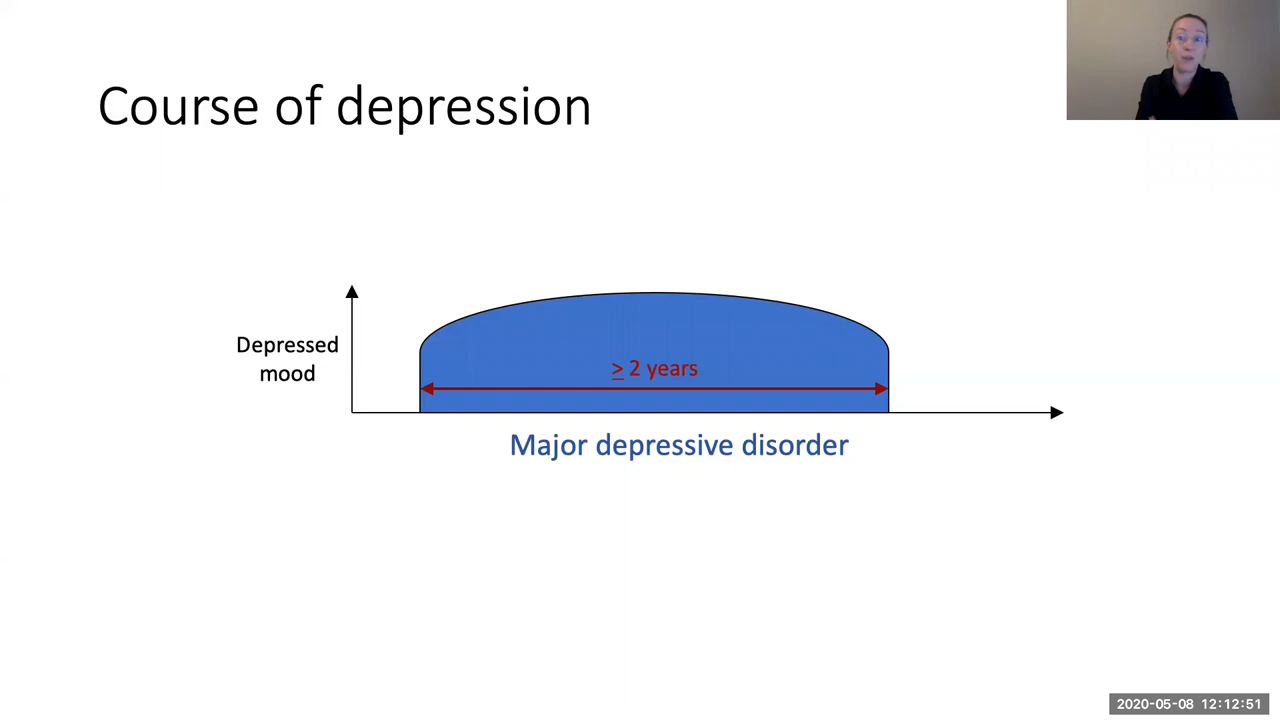 Course of depression
Depressed
mood
≥ 2 years
Major depressive disorder
2020-05-08 12:12:51